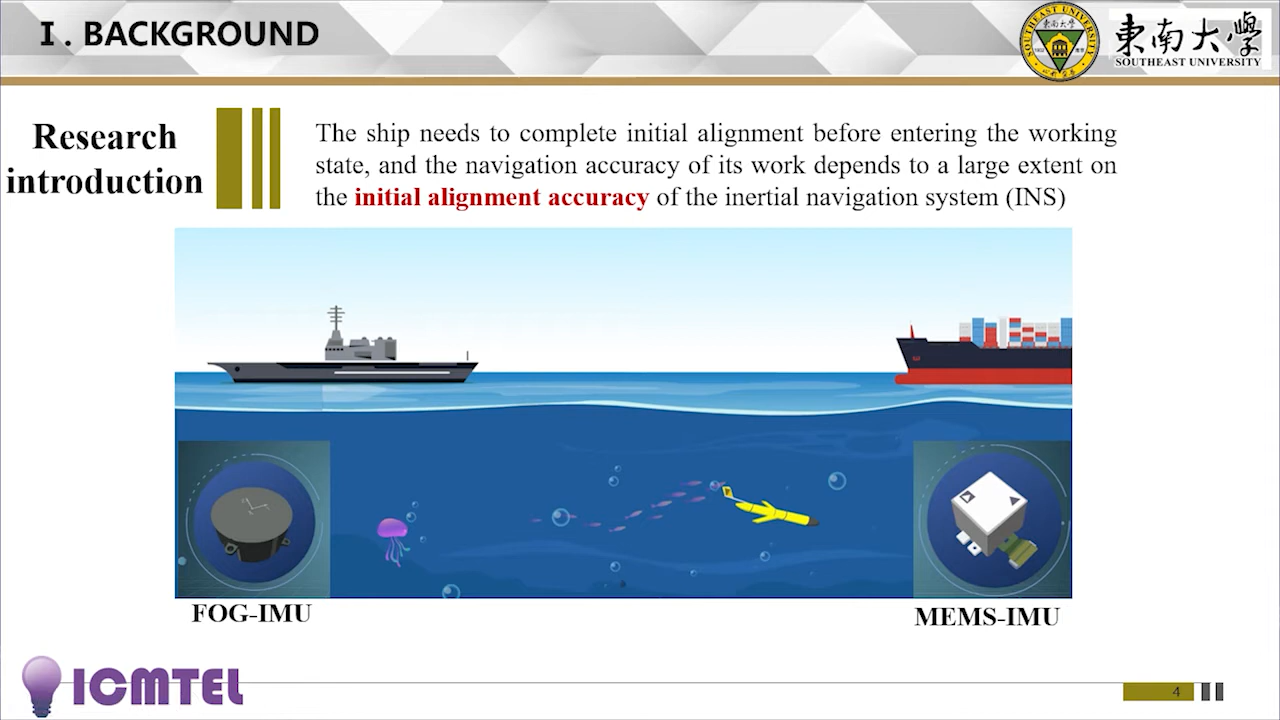 Ⅰ. BACKGROUND
SOUTHEAST UNIVERSITY
東南大學
SOUTHEAST UNIVERSITY
Research
introduction
The ship needs to complete initial alignment before entering the working
state, and the navigation accuracy of its work depends to a large extent on
the initial alignment accuracy of the inertial navigation system (INS)
FOG-IMU
MEMS-IMU
ICMTEL
4